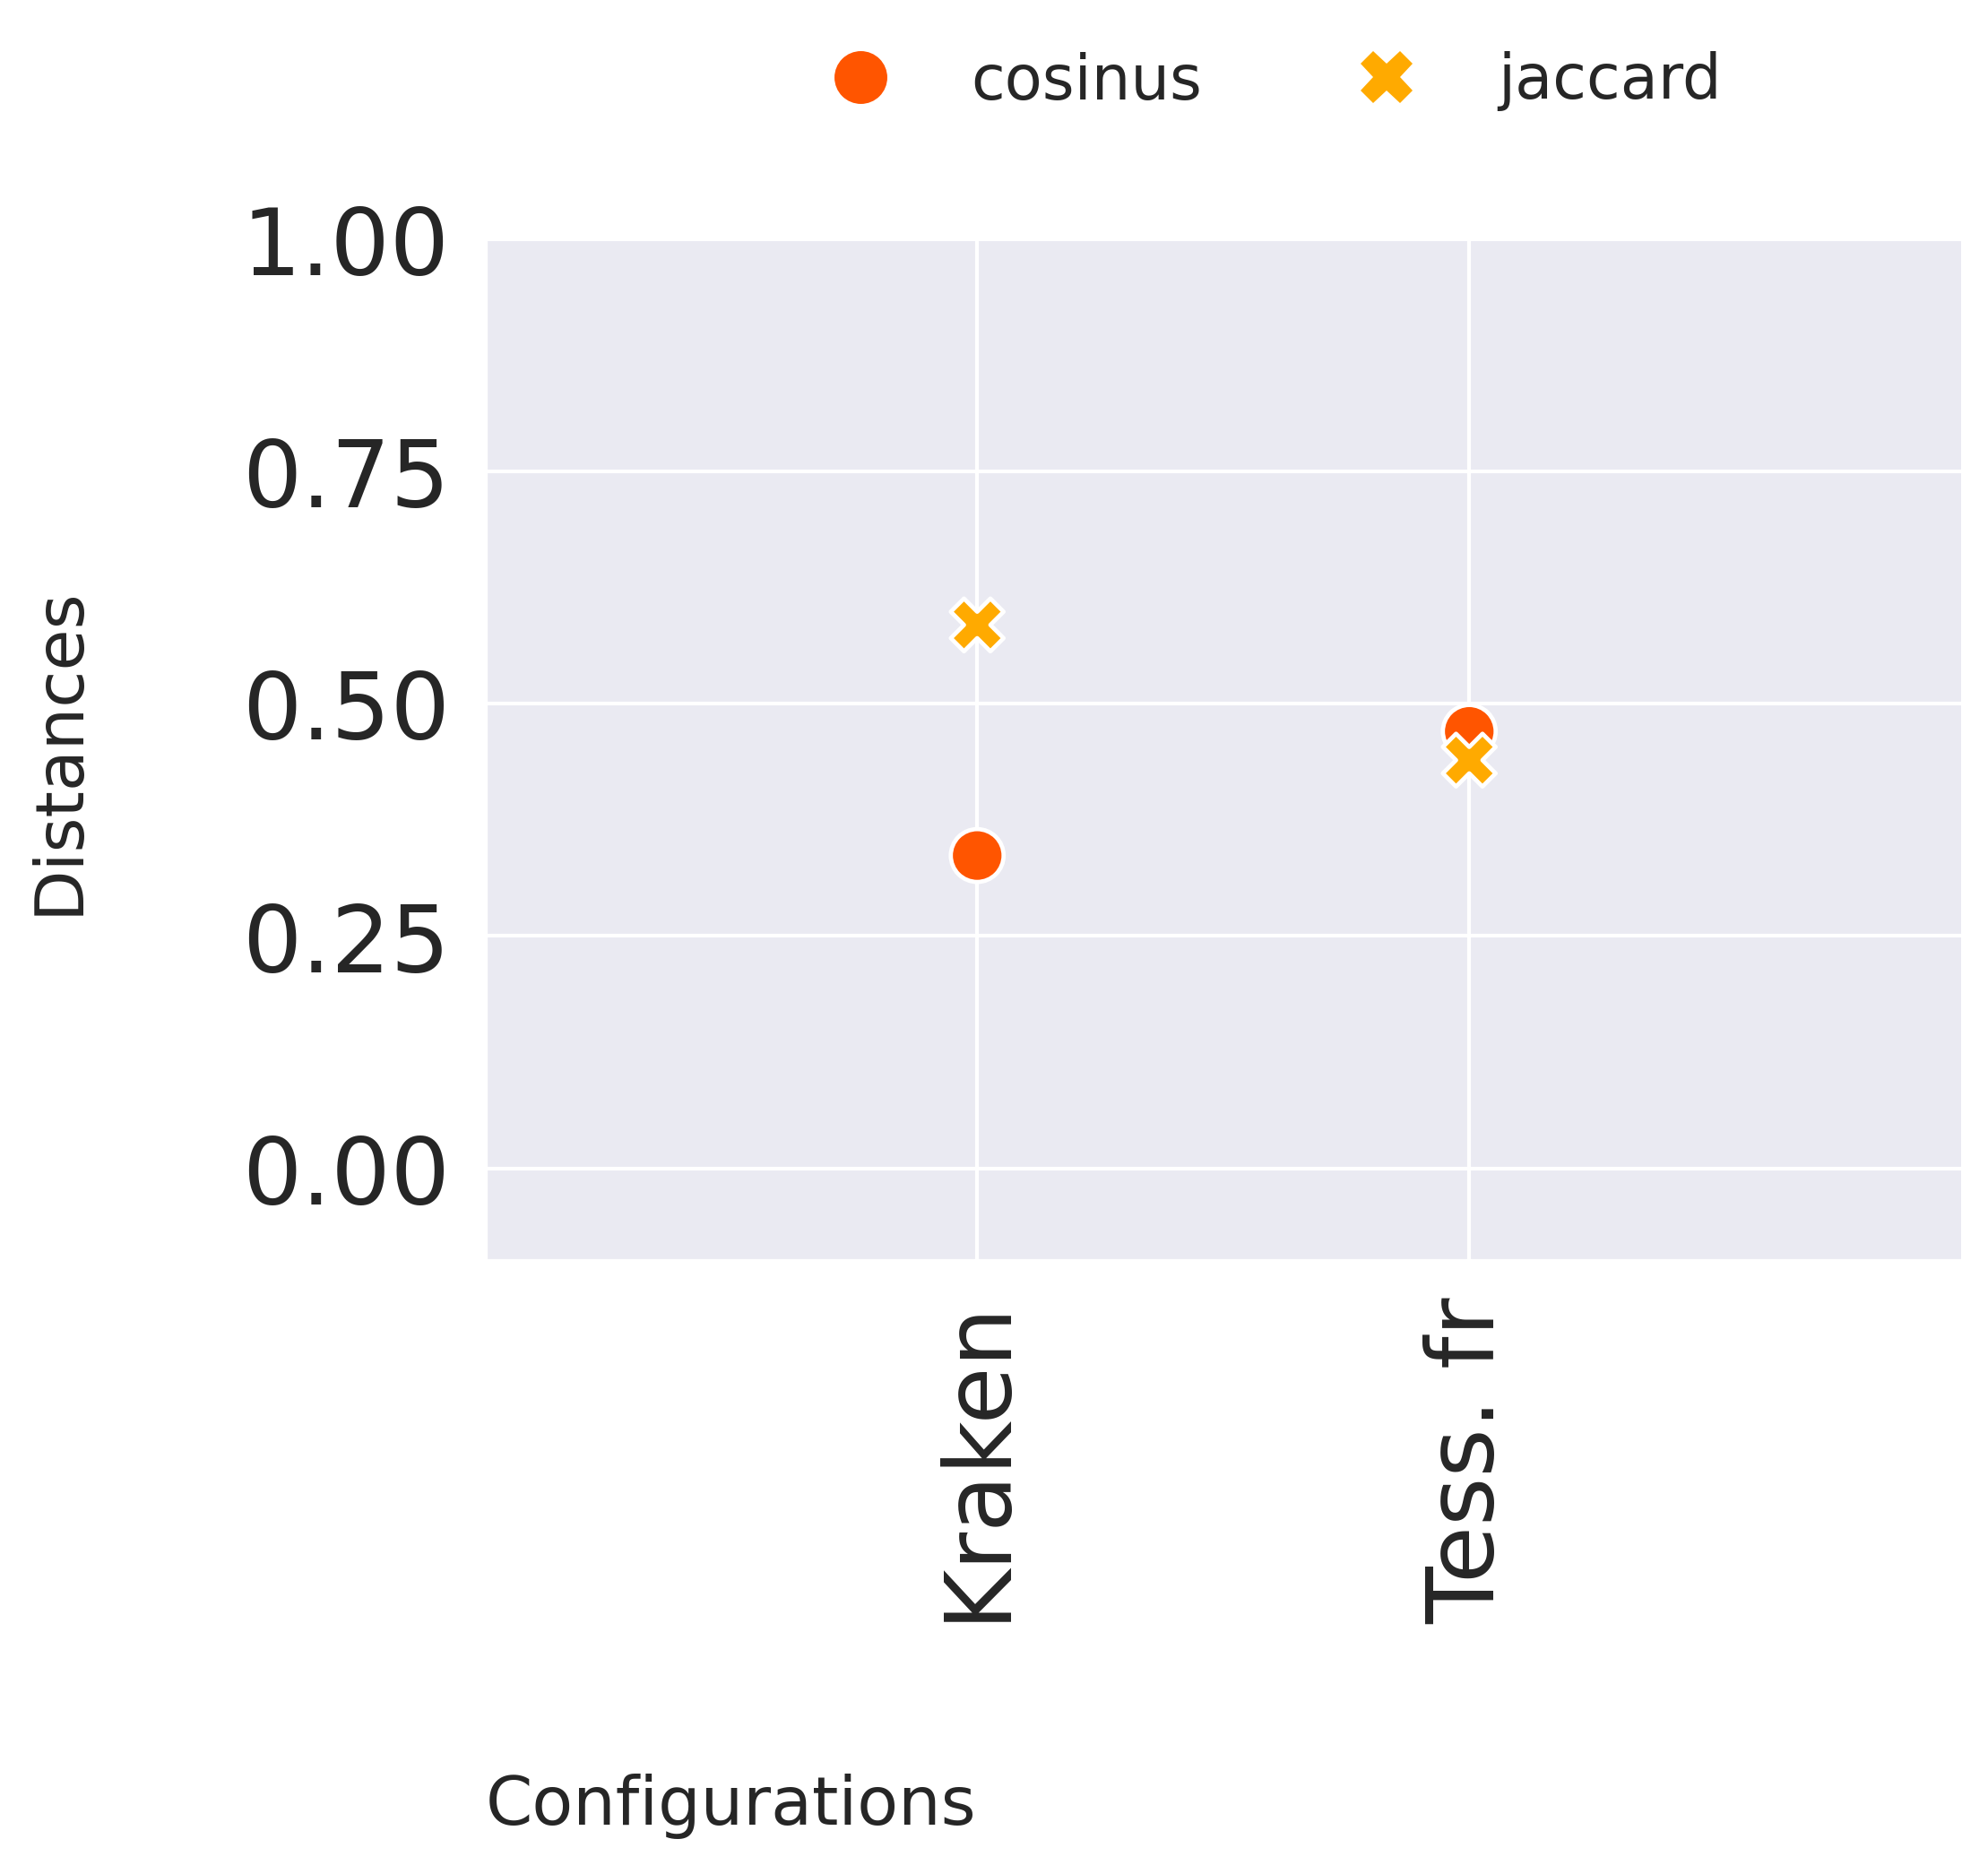 cosinus jaccard
1.00
0.75
0.50
0.25
0.00
Distances
Kraken
Tess. fr
Configurations